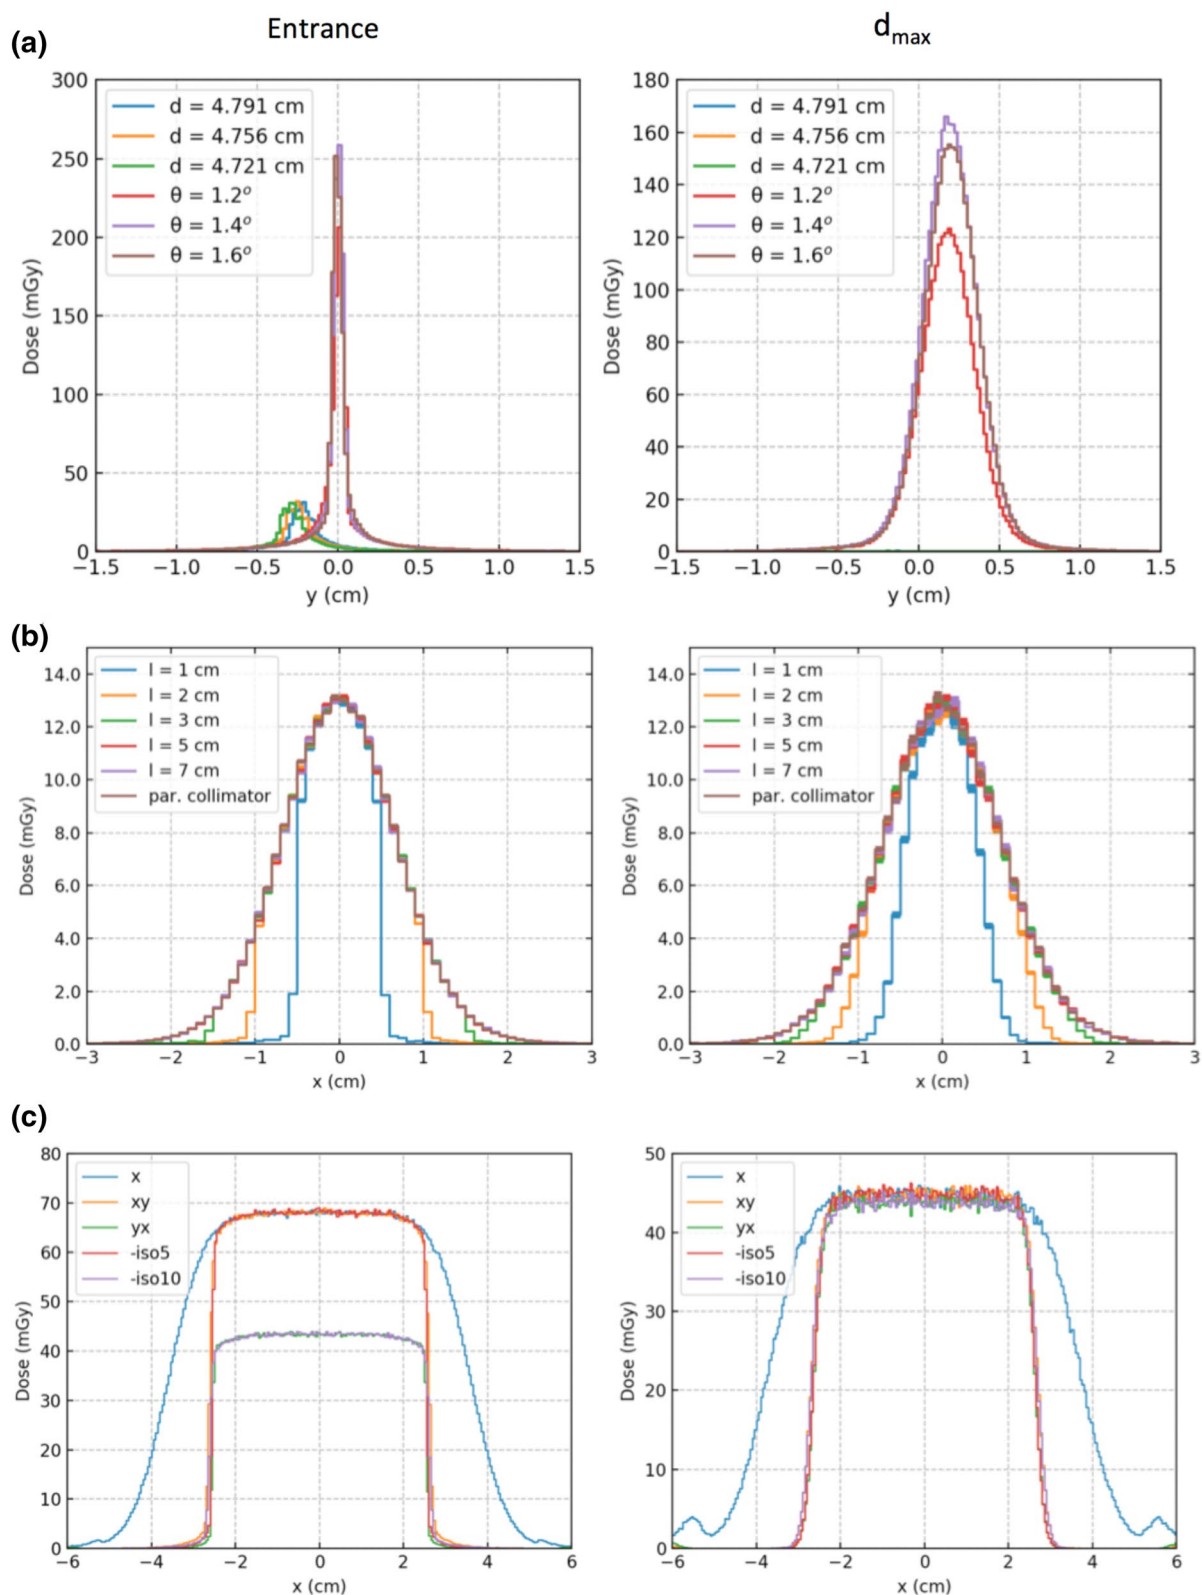 Entrance
d_max
(a)
300
250
200
150
100
50
0
Dose (mGy)
d = 4.791 cm
d = 4.756 cm
d = 4.721 cm
θ = 1.2°
θ = 1.4°
θ = 1.6°
−1.5 −1.0 −0.5 0.0 0.5 1.0 1.5
y (cm)
180
160
140
120
100
80
60
40
20
0
Dose (mGy)
d = 4.791 cm
d = 4.756 cm
d = 4.721 cm
θ = 1.2°
θ = 1.4°
θ = 1.6°
−1.5 −1.0 −0.5 0.0 0.5 1.0 1.5
y (cm)
(b)
14.0
12.0
10.0
8.0
6.0
4.0
2.0
0.0
Dose (mGy)
l = 1 cm
l = 2 cm
l = 3 cm
l = 5 cm
l = 7 cm
par. collimator
−3 −2 −1 0 1 2 3
x (cm)
14.0
12.0
10.0
8.0
6.0
4.0
2.0
0.0
Dose (mGy)
l = 1 cm
l = 2 cm
l = 3 cm
l = 5 cm
l = 7 cm
par. collimator
−3 −2 −1 0 1 2 3
x (cm)
(c)
80
70
60
50
40
30
20
10
0
Dose (mGy)
x
xy
yx
-iso5
-iso10
−6 −4 −2 0 2 4 6
x (cm)
50
40
30
20
10
0
Dose (mGy)
x
xy
yx
-iso5
-iso10
−6 −4 −2 0 2 4 6
x (cm)